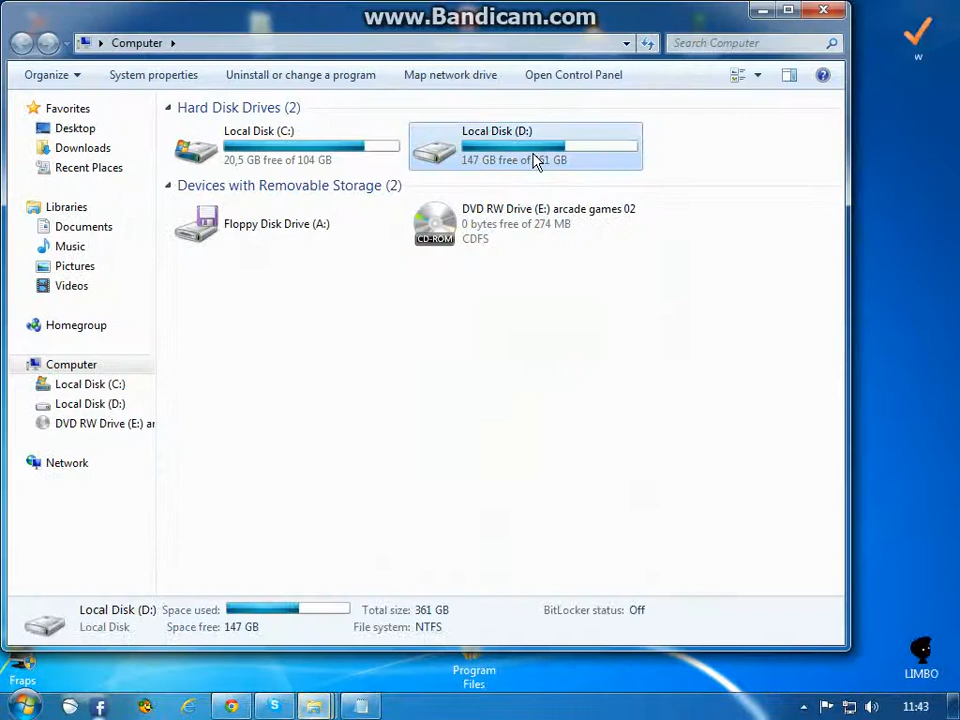 www.Bandicam.com
Computer
Search Computer
Organize
System properties
Uninstall or change a program
Map network drive
Open Control Panel
w
Favorites
Desktop
Downloads
Recent Places
Libraries
Documents
Music
Pictures
Videos
Homegroup
Computer
Local Disk (C:)
Local Disk (D:)
DVD RW Drive (E:) ar
Network
Hard Disk Drives (2)
Local Disk (C:)
20,5 GB free of 104 GB
Local Disk (D:)
147 GB free of 361 GB
Devices with Removable Storage (2)
Floppy Disk Drive (A:)
DVD RW Drive (E:) arcade games 02
0 bytes free of 274 MB
CDFS
CD-ROM
Local Disk (D:) Space used: Total size: 361 GB BitLocker status: Off
Local Disk Space free: 147 GB File system: NTFS
Fraps
Program
Files
LIMBO
11:43